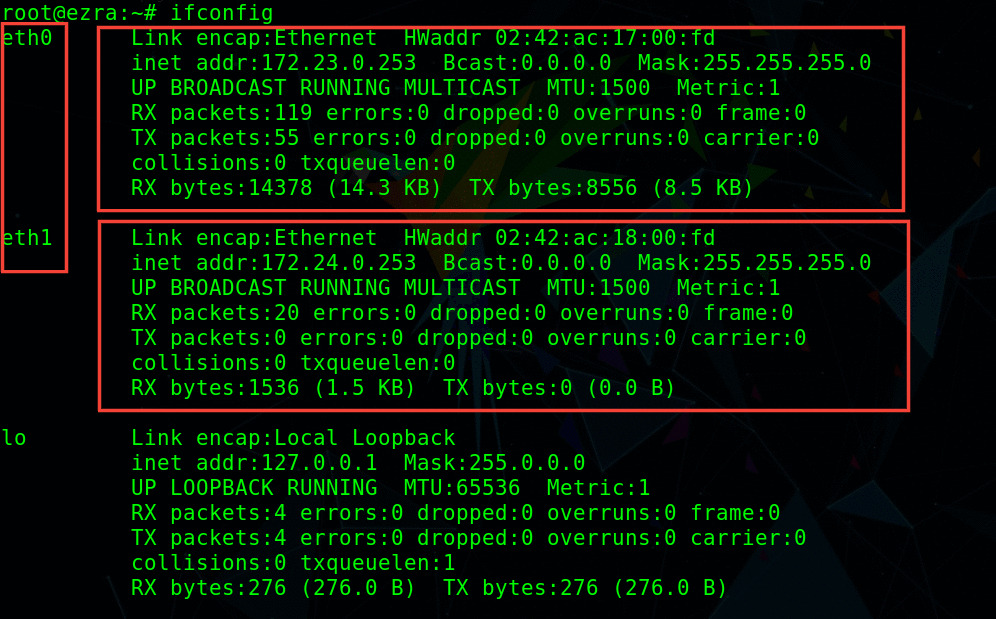 root@ezra:~# ifconfig
eth0      Link encap:Ethernet  HWaddr 02:42:ac:17:00:fd
          inet addr:172.23.0.253  Bcast:0.0.0.0  Mask:255.255.255.0
          UP BROADCAST RUNNING MULTICAST  MTU:1500  Metric:1
          RX packets:119 errors:0 dropped:0 overruns:0 frame:0
          TX packets:55 errors:0 dropped:0 overruns:0 carrier:0
          collisions:0 txqueuelen:0
          RX bytes:14378 (14.3 KB)  TX bytes:8556 (8.5 KB)
eth1      Link encap:Ethernet  HWaddr 02:42:ac:18:00:fd
          inet addr:172.24.0.253  Bcast:0.0.0.0  Mask:255.255.255.0
          UP BROADCAST RUNNING MULTICAST  MTU:1500  Metric:1
          RX packets:20 errors:0 dropped:0 overruns:0 frame:0
          TX packets:0 errors:0 dropped:0 overruns:0 carrier:0
          collisions:0 txqueuelen:0
          RX bytes:1536 (1.5 KB)  TX bytes:0 (0.0 B)
lo        Link encap:Local Loopback
          inet addr:127.0.0.1  Mask:255.0.0.0
          UP LOOPBACK RUNNING  MTU:65536  Metric:1
          RX packets:4 errors:0 dropped:0 overruns:0 frame:0
          TX packets:4 errors:0 dropped:0 overruns:0 carrier:0
          collisions:0 txqueuelen:1
          RX bytes:276 (276.0 B)  TX bytes:276 (276.0 B)